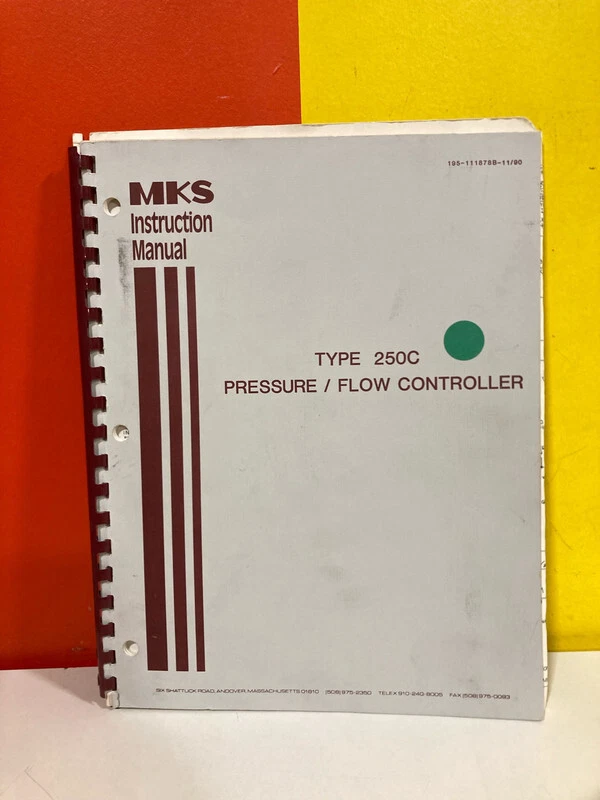 195-111878B-11/90
MKS
Instruction
Manual
TYPE 250C
PRESSURE / FLOW CONTROLLER
SIX SHATTUCK ROAD, ANDOVER, MASSACHUSETTS 01810 (508) 975-2350 TELEX 910-240-8005 FAX (508) 975-0093